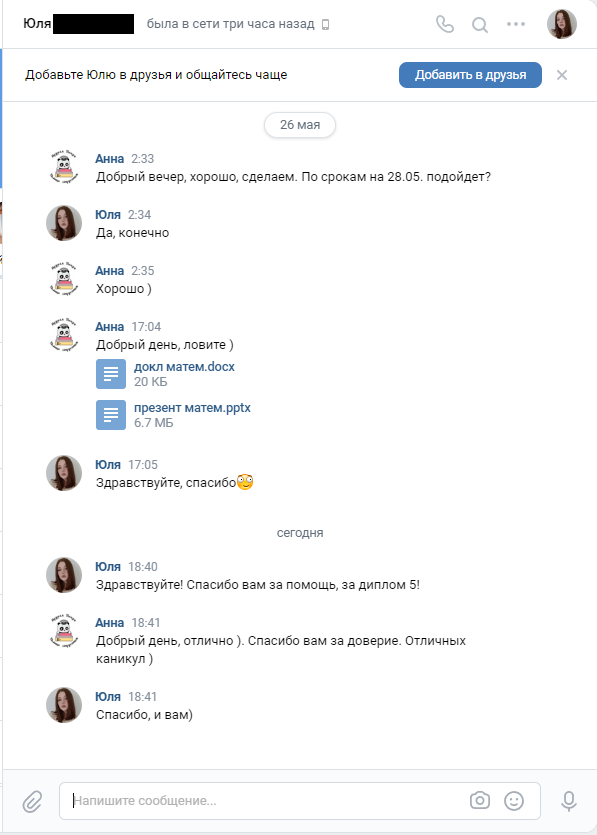 Юля
была в сети три часа назад
Добавьте Юлю в друзья и общайтесь чаще
Добавить в друзья
26 мая
Анна 2:33
Добрый вечер, хорошо, сделаем. По срокам на 28.05. подойдет?
Юля 2:34
Да, конечно
Анна 2:35
Хорошо )
Анна 17:04
Добрый день, ловите )
докл матем.docx
20 КБ
презент матем.pptx
6.7 МБ
Юля 17:05
Здравствуйте, спасибо😳
сегодня
Юля 18:40
Здравствуйте! Спасибо вам за помощь, за диплом 5!
Анна 18:41
Добрый день, отлично ). Спасибо вам за доверие. Отличных
каникул )
Юля 18:41
Спасибо, и вам)
Напишите сообщение...